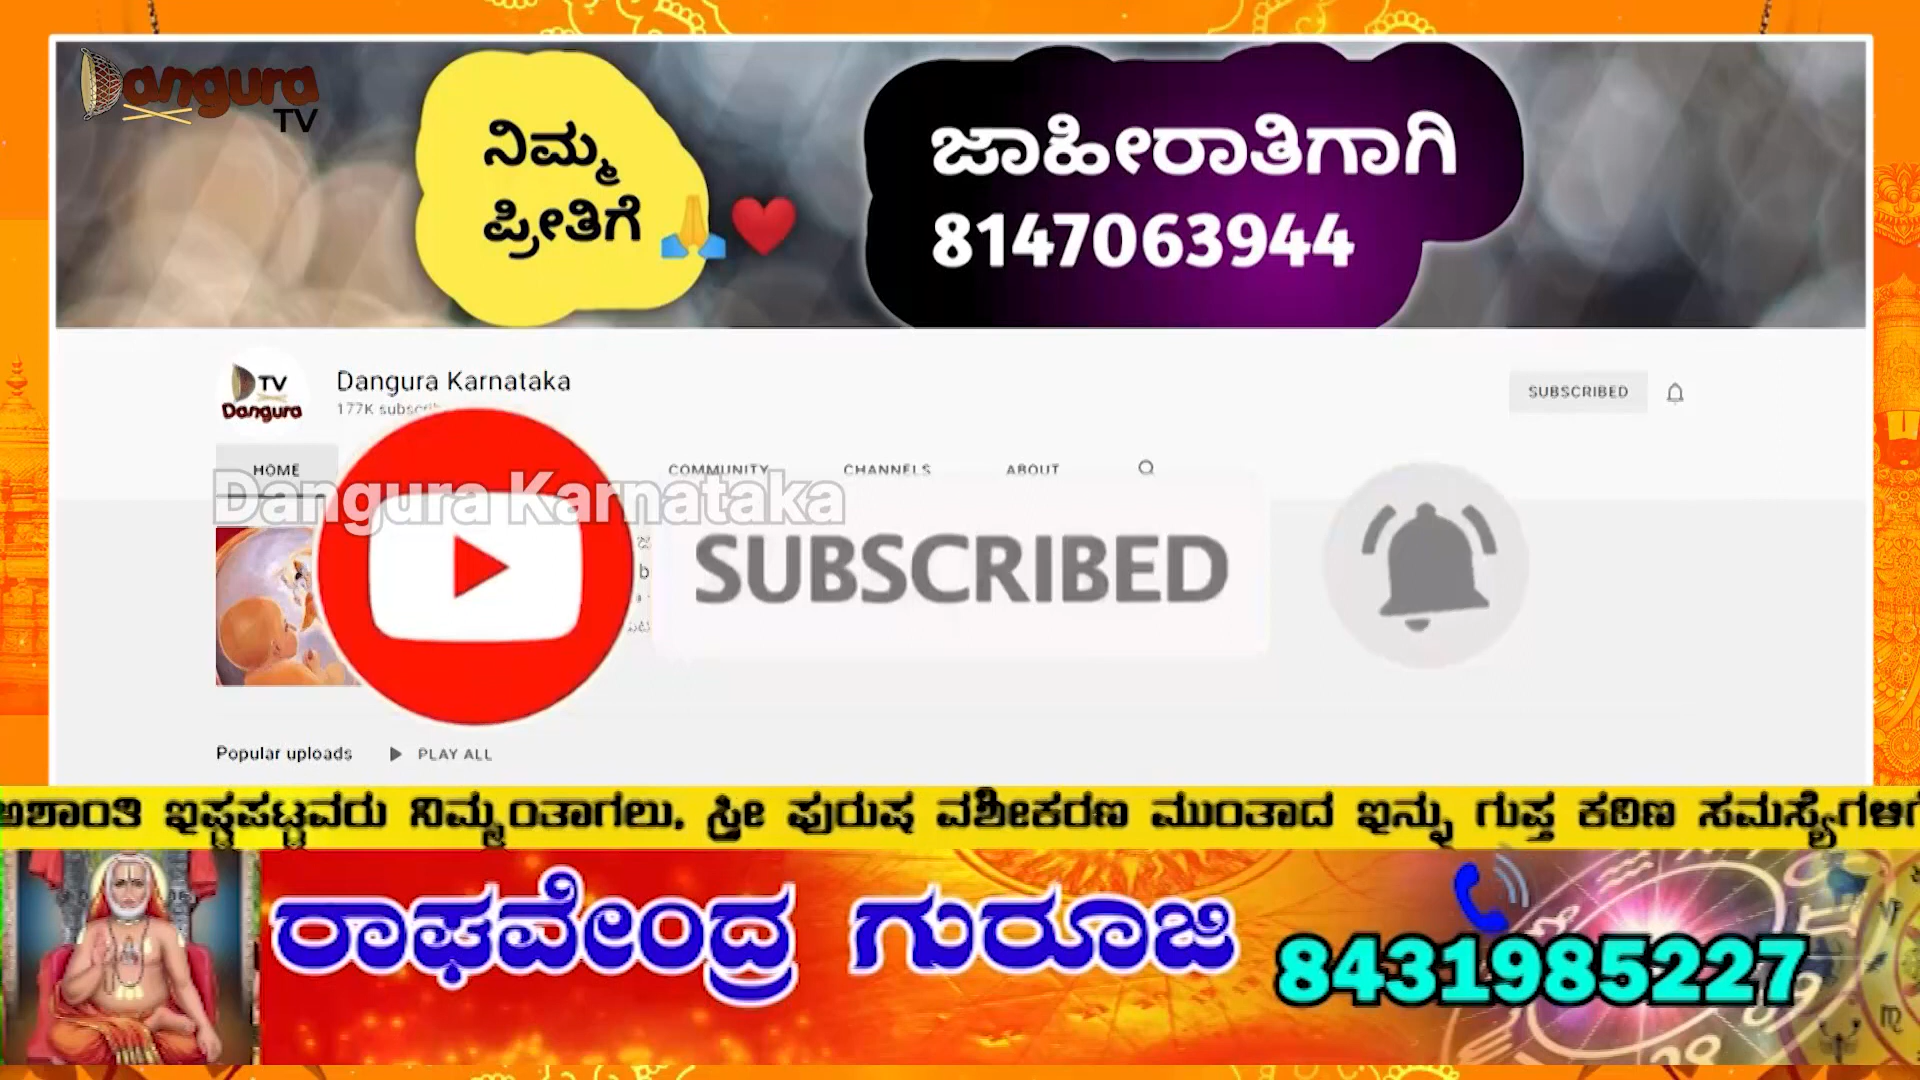 Dangura
TV
ನಿಮ್ಮ
ಪ್ರೀತಿಗೆ
ಜಾಹೀರಾತಿಗಾಗಿ
8147063944
TV
Dangura
Dangura Karnataka
177K
SUBSCRIBED
HOME
COMMUNITY
CHANNELS
ABOUT
Dangura Karnataka
SUBSCRIBED
Popular uploads
PLAY ALL
ಅಶಾಂತಿ ಇಷ್ಟಪಟ್ಟವರು ನಿಮ್ಮಂತಾಗಲು. ಸ್ತ್ರೀ ಪುರುಷ ವಶೀಕರಣ ಮುಂತಾದ ಇನ್ನು ಗುಪ್ತ ಕಠಿಣ ಸಮಸ್ಯೆಗಳಿಗೆ
ರಾಘವೇಂದ್ರ ಗುರೂಜಿ
8431985227